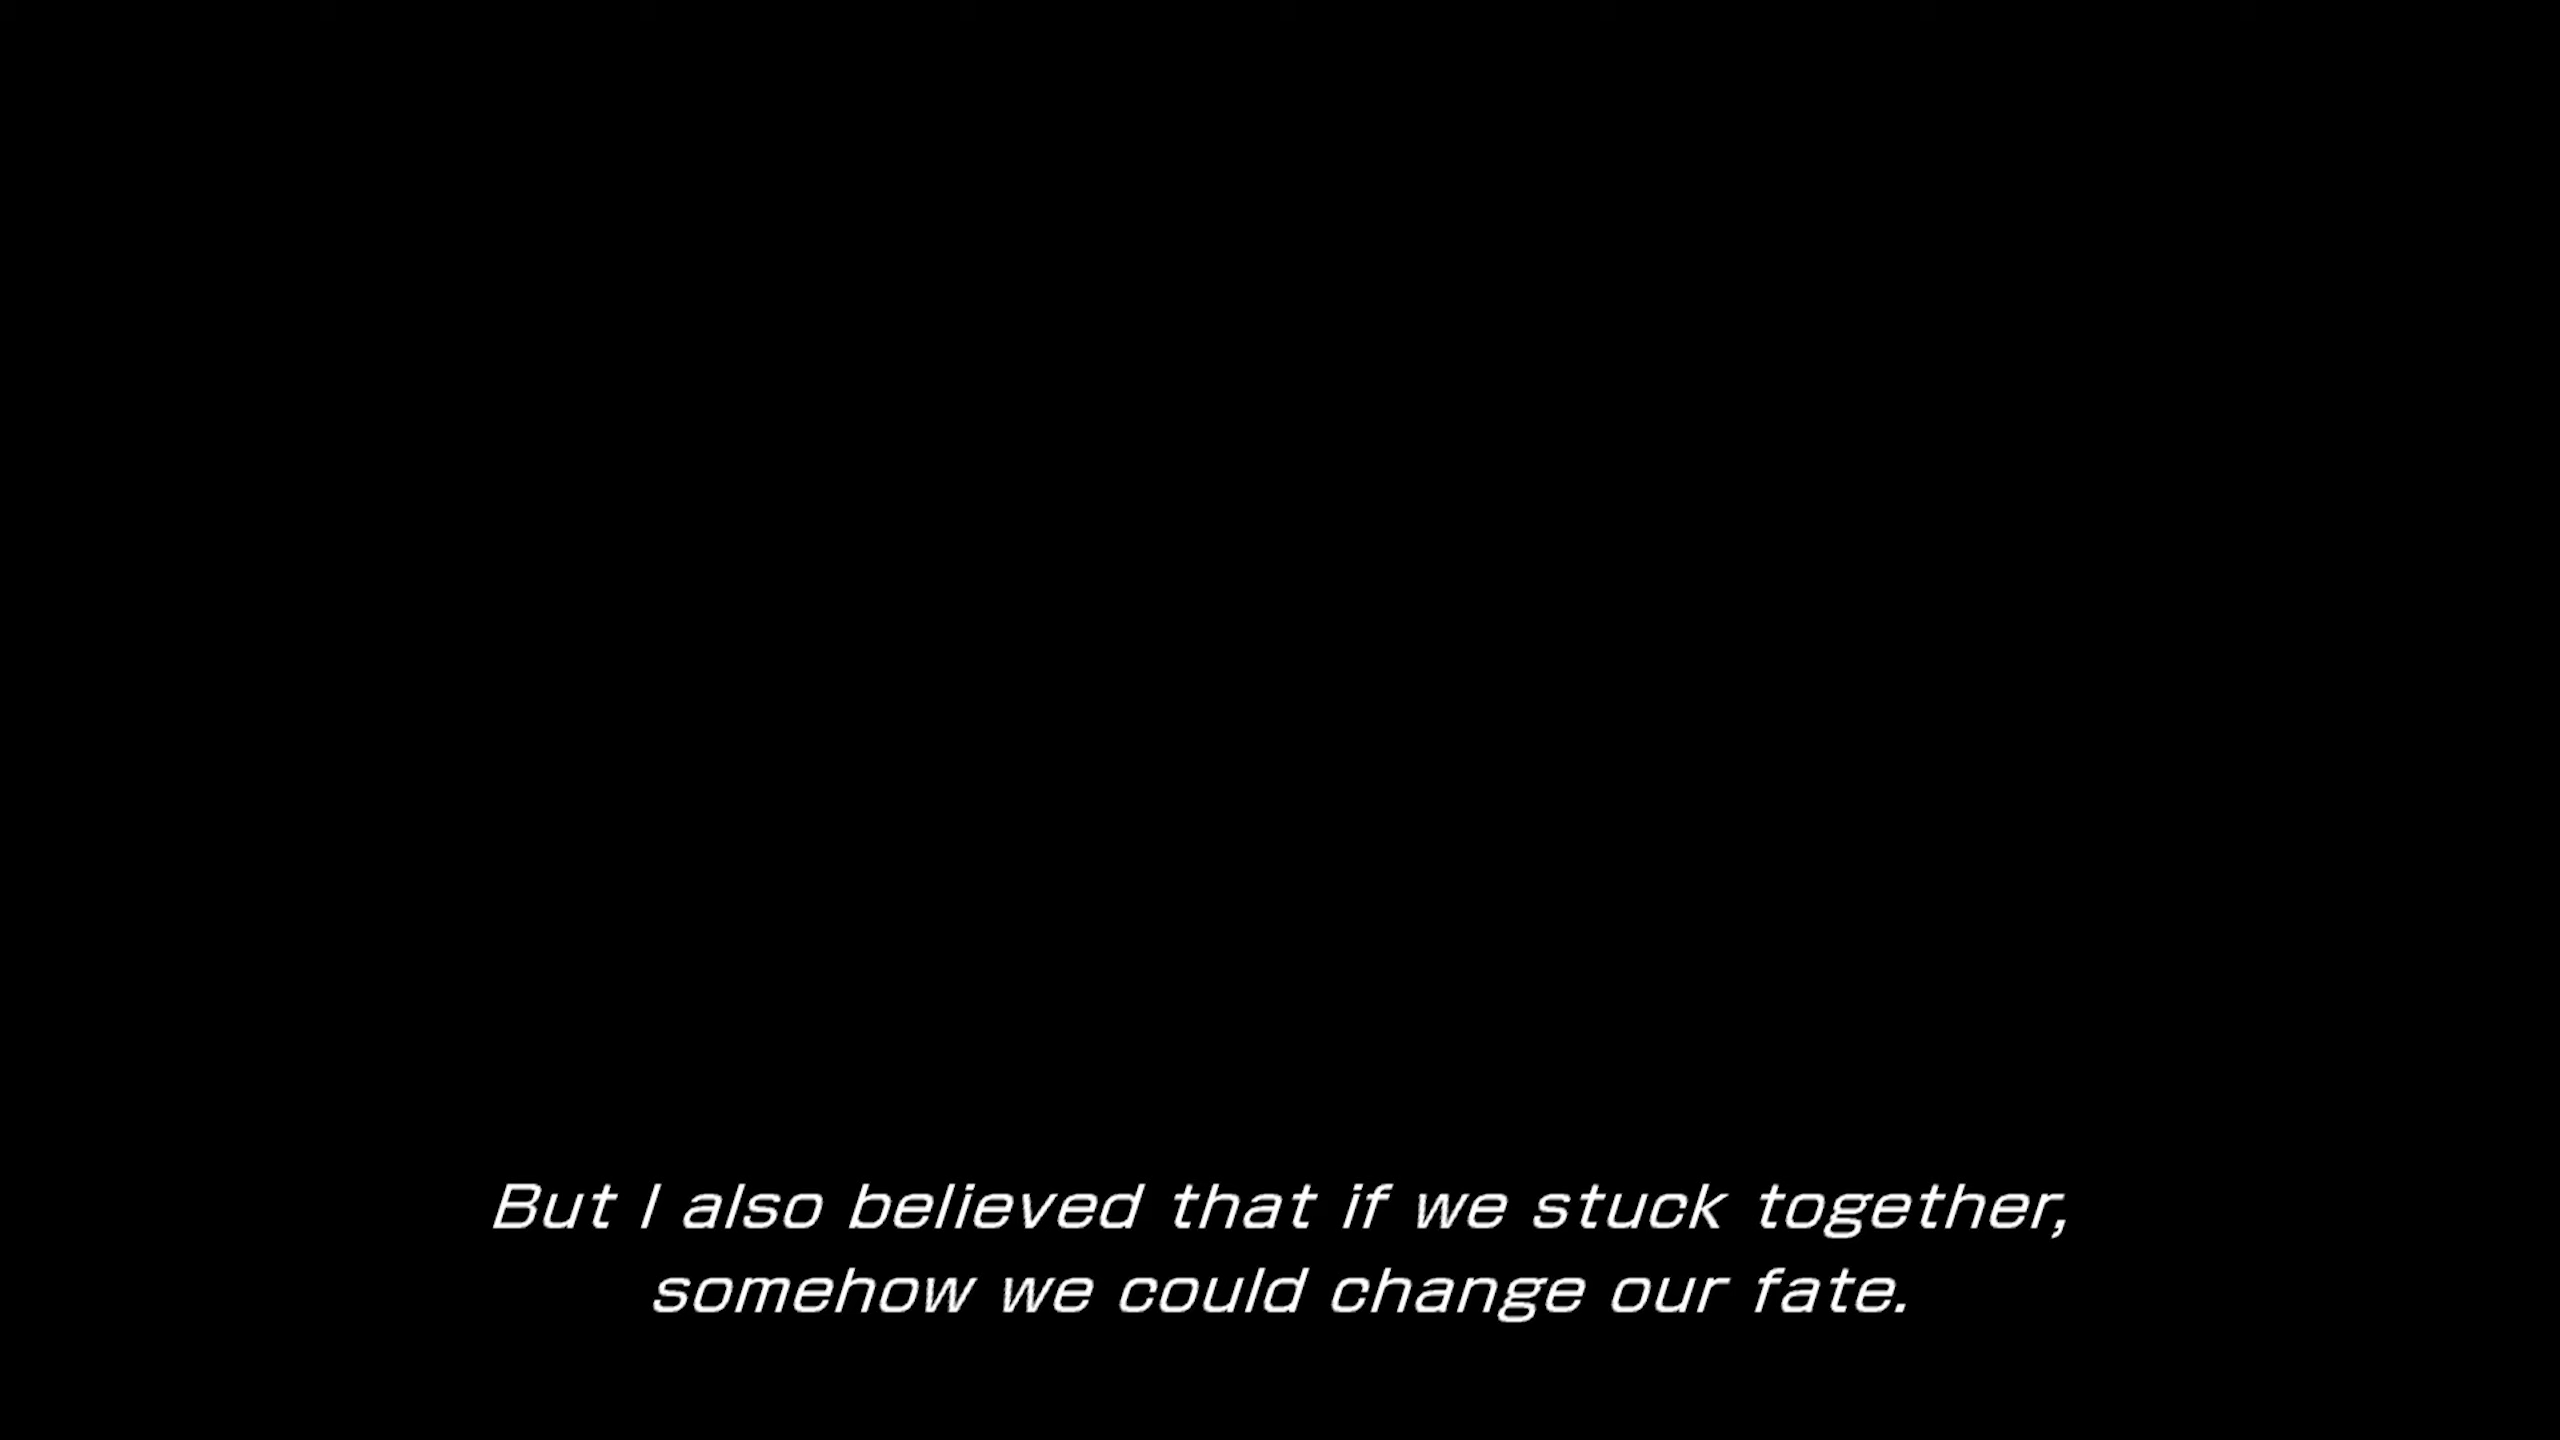 But I also believed that if we stuck together,
somehow we could change our fate.